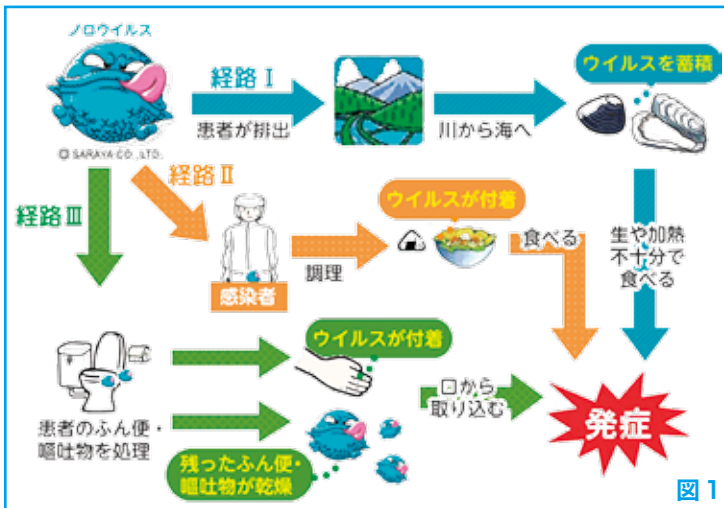 ノロウイルス
© SARAYA CO., LTD.
経路Ⅰ
患者が排出
川から海へ
ウイルスを蓄積
生や加熱
不十分で
食べる
経路Ⅱ
感染者
調理
ウイルスが付着
食べる
経路Ⅲ
患者のふん便・
嘔吐物を処理
ウイルスが付着
残ったふん便・
嘔吐物が乾燥
口から
取り込む
発症
図1